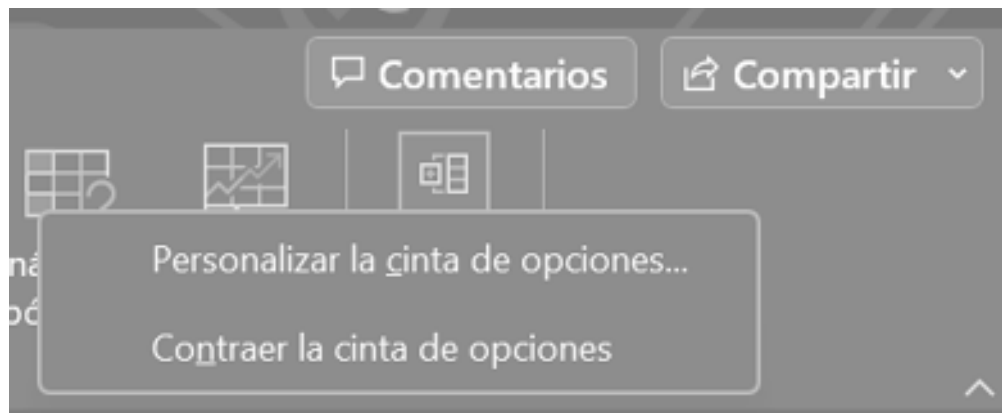 Comentarios
Compartir
Personalizar la cinta de opciones...
Contraer la cinta de opciones